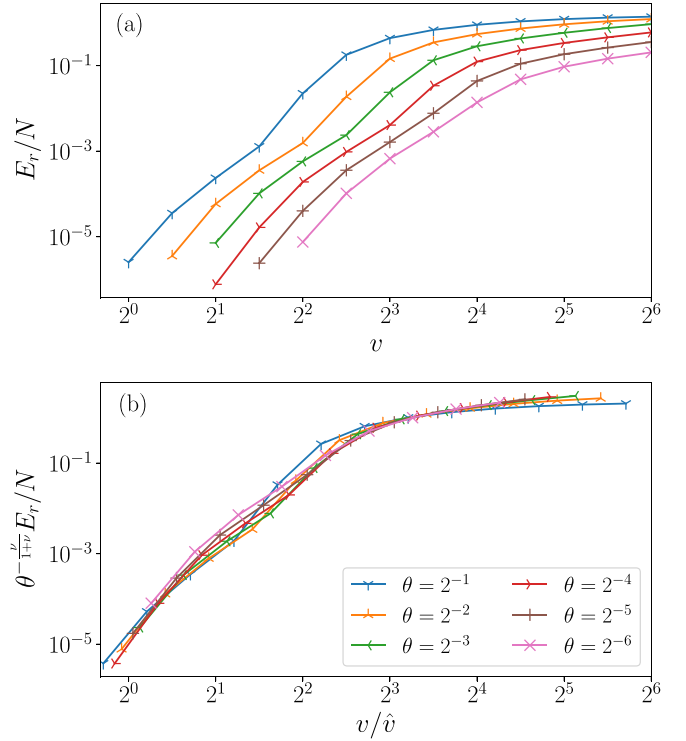 (a)
E_r/N
10^{-1}
10^{-3}
10^{-5}
2^0 2^1 2^2 2^3 2^4 2^5 2^6
v
(b)
θ^{-\frac{ν}{1+ν}} E_r/N
10^{-1}
10^{-3}
10^{-5}
θ = 2^{-1} θ = 2^{-4}
θ = 2^{-2} θ = 2^{-5}
θ = 2^{-3} θ = 2^{-6}
2^0 2^1 2^2 2^3 2^4 2^5 2^6
v/\hat{v}